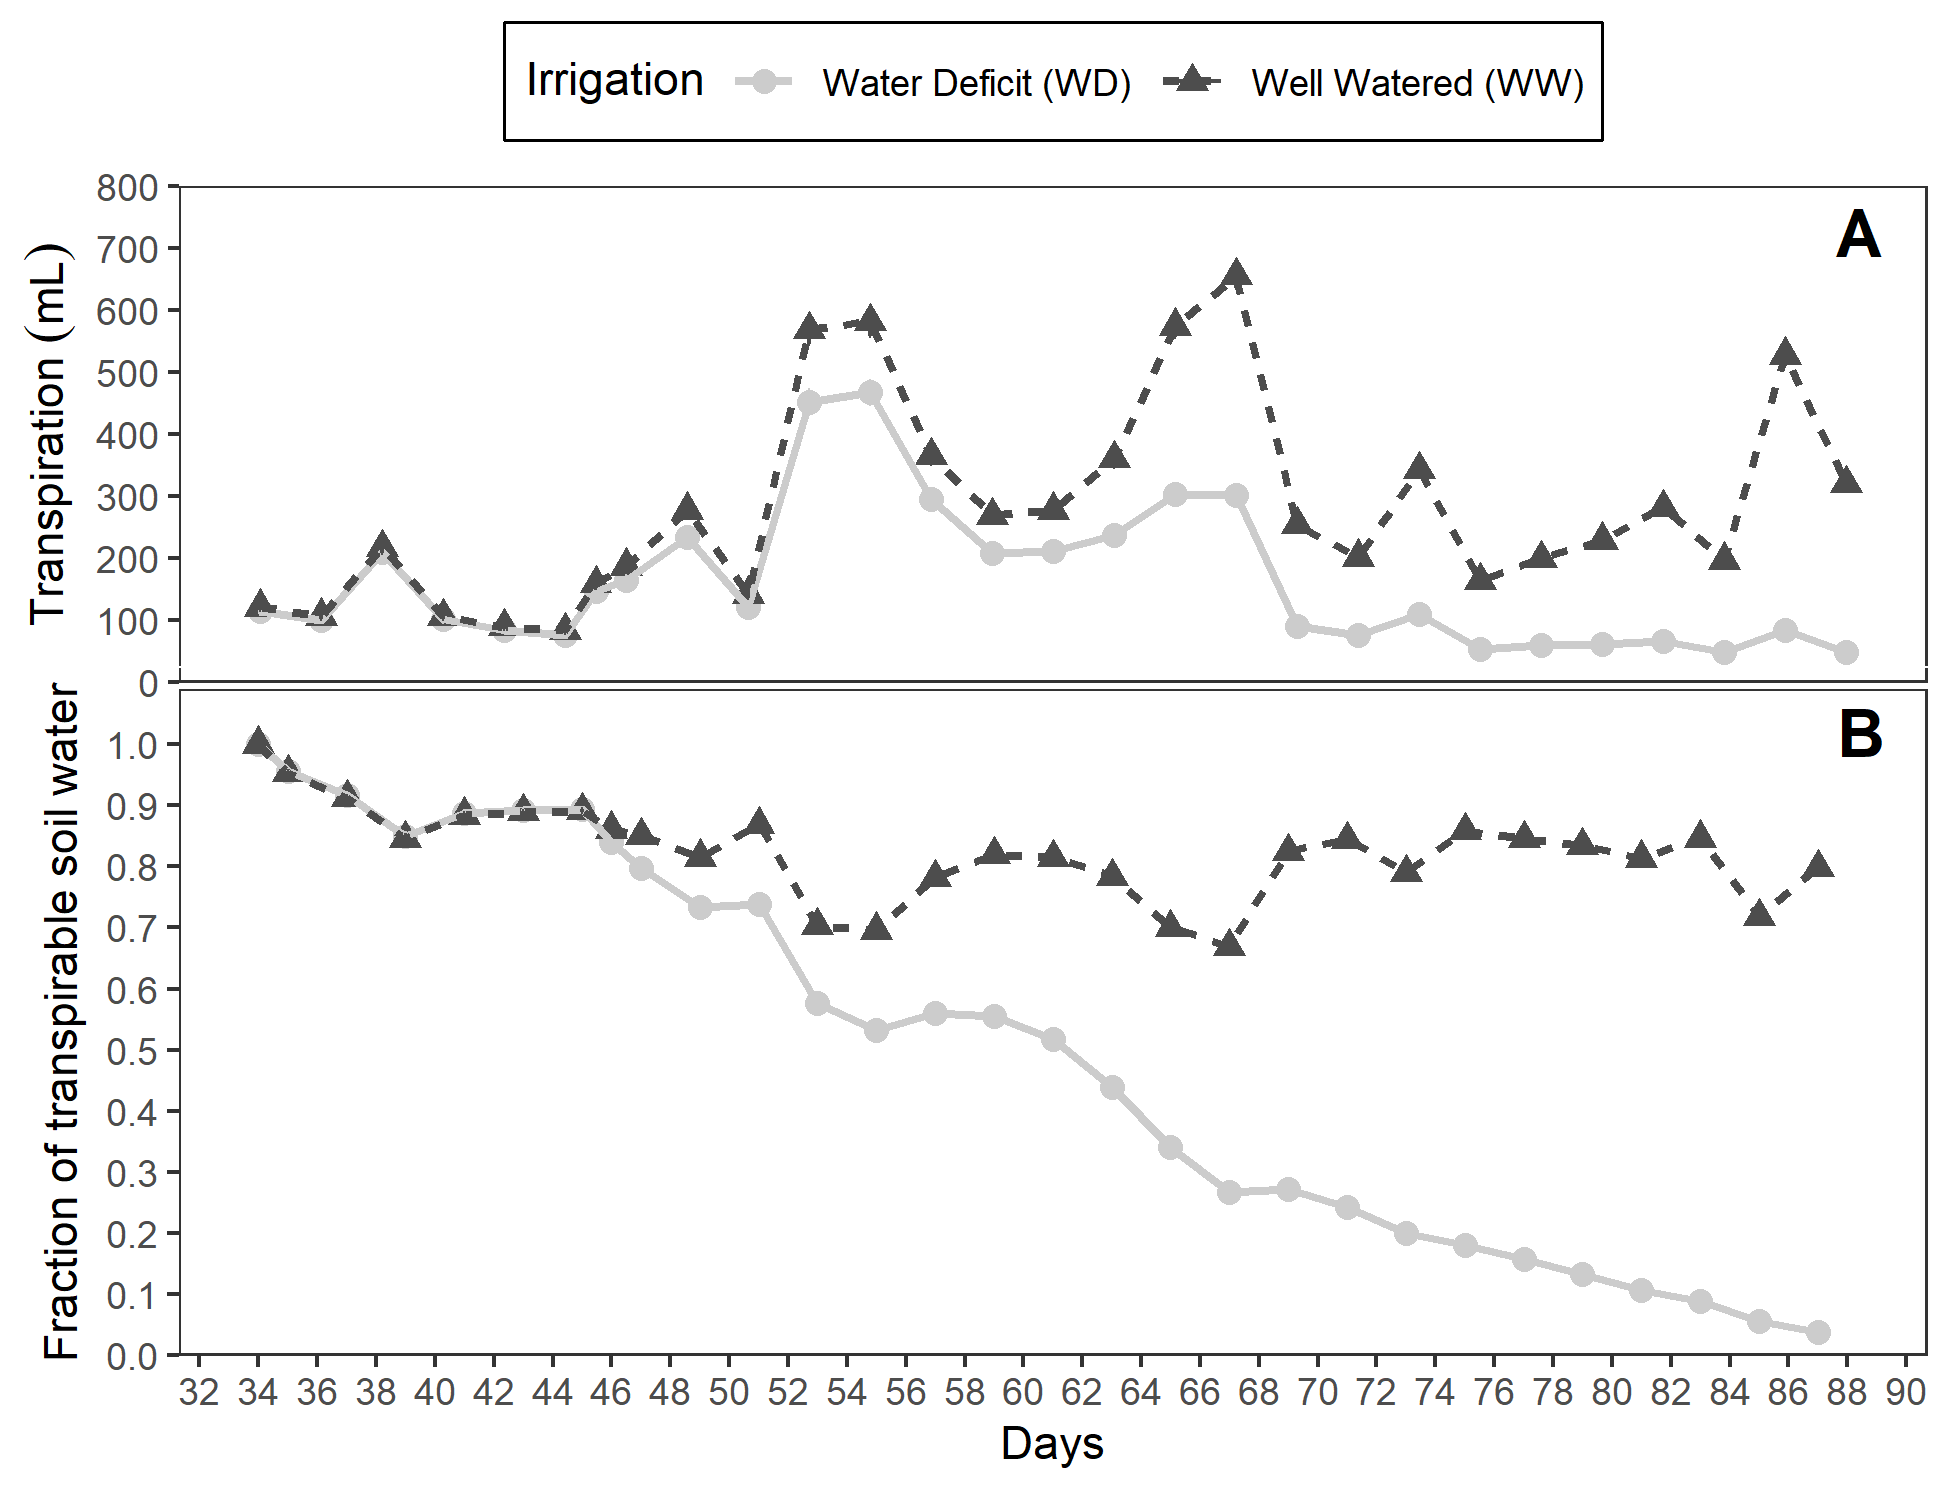 Irrigation Water Deficit (WD) Well Watered (WW)
A
Transpiration (mL)
800
700
600
500
400
300
200
100
0
B
Fraction of transpirable soil water
1.0
0.9
0.8
0.7
0.6
0.5
0.4
0.3
0.2
0.1
0.0
32 34 36 38 40 42 44 46 48 50 52 54 56 58 60 62 64 66 68 70 72 74 76 78 80 82 84 86 88 90
Days